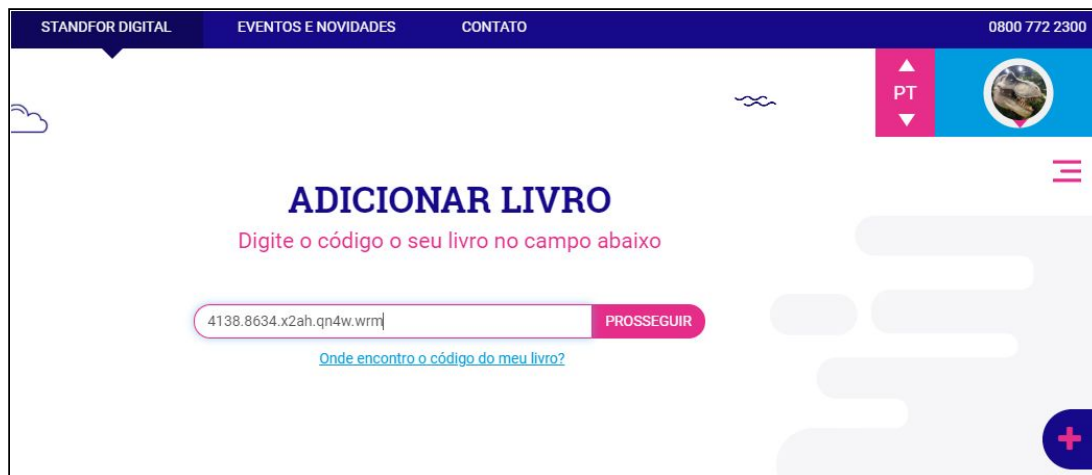 STANDFOR DIGITAL EVENTOS E NOVIDADES CONTATO 0800 772 2300
PT
ADICIONAR LIVRO
Digite o código o seu livro no campo abaixo
4138.8634.x2ah.qn4w.wrm PROSSEGUIR
Onde encontro o código do meu livro?